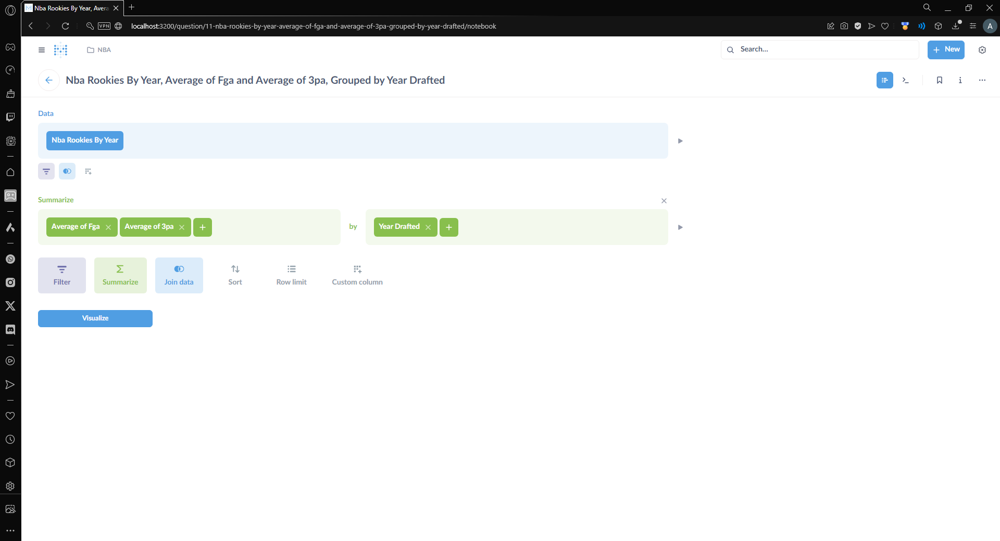 Nba Rookies By Year, Avera
VPN
localhost:3200/question/11-nba-rookies-by-year-average-of-fga-and-average-of-3pa-grouped-by-year-drafted/notebook
A
NBA
Search...
+ New
Nba Rookies By Year, Average of Fga and Average of 3pa, Grouped by Year Drafted
Data
Nba Rookies By Year
Summarize
Average of Fga
Average of 3pa
by
Year Drafted
Filter
Summarize
Join data
Sort
Row limit
Custom column
Visualize